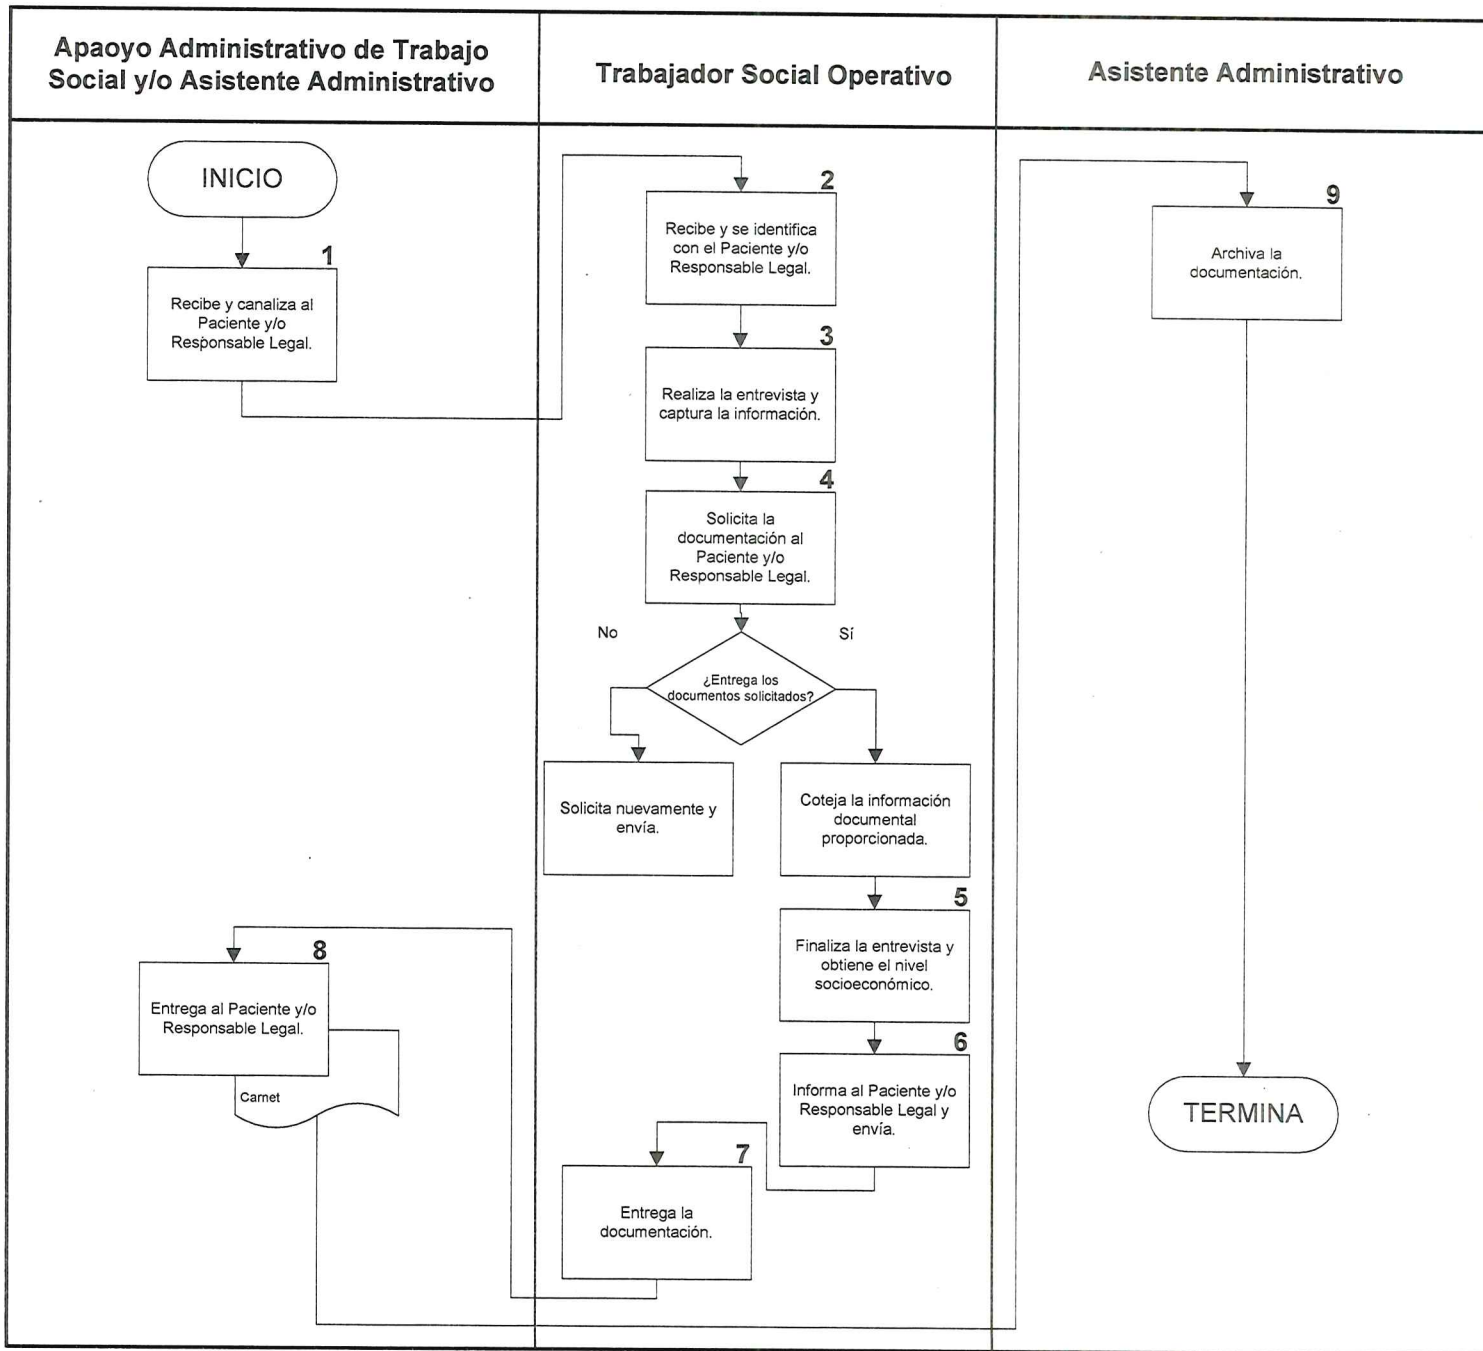 Apaoyo Administrativo de Trabajo
Social y/o Asistente Administrativo
Trabajador Social Operativo
Asistente Administrativo
INICIO
1
Recibe y canaliza al
Paciente y/o
Responsable Legal.
2
Recibe y se identifica
con el Paciente y/o
Responsable Legal.
3
Realiza la entrevista y
captura la información.
4
Solicita la
documentación al
Paciente y/o
Responsable Legal.
No
Sí
¿Entrega los
documentos solicitados?
Solicita nuevamente y
envía.
Coteja la información
documental
proporcionada.
5
Finaliza la entrevista y
obtiene el nivel
socioeconómico.
6
Informa al Paciente y/o
Responsable Legal y
envía.
7
Entrega la
documentación.
8
Entrega al Paciente y/o
Responsable Legal.
Carnet
9
Archiva la
documentación.
TERMINA